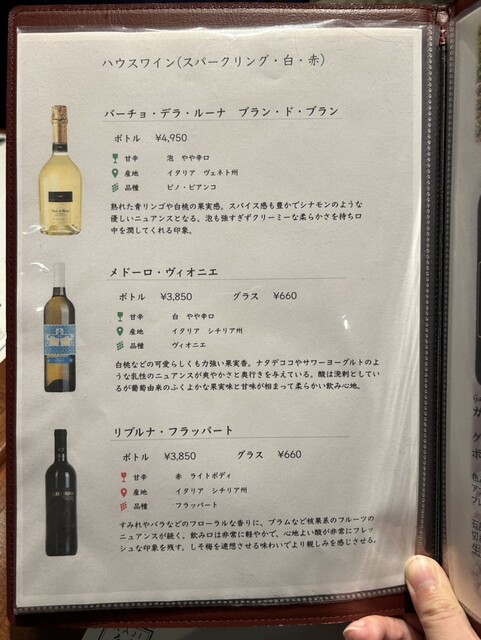 ハウスワイン(スパークリング・白・赤)
バーチョ・デラ・ルーナ ブラン・ド・ブラン
ボトル ¥4,950
甘辛 泡 やや辛口
産地 イタリア ヴェネト州
品種 ピノ・ビアンコ
熟れた青リンゴや白桃の果実感。スパイス感も豊かでシナモンのような
優しいニュアンスとなる。泡も強すぎずクリーミーな柔らかさを持ち口
中を潤してくれる印象。
メドーロ・ヴィオニエ
ボトル ¥3,850 グラス ¥660
甘辛 白 やや辛口
産地 イタリア シチリア州
品種 ヴィオニエ
白桃などの可愛らしくも力強い果実香。ナタデココやサワーヨーグルトのよ
うな乳性のニュアンスが爽やかさと奥行きを与えている。酸は溌剌としてい
るが葡萄由来のふくよかな果実味と甘味が相まって柔らかい飲み心地。
リブルナ・フラッパート
ボトル ¥3,850 グラス ¥660
甘辛 赤 ライトボディ
産地 イタリア シチリア州
品種 フラッパート
すみれやバラなどのフローラルな香りに、プラムなど核果系のフルーツの
ニュアンスが続く。飲み口は非常に軽やかで、心地よい酸が非常にフレッ
シュな印象を残す。しそ梅を連想させる味わいでより親しみを感じさせる。